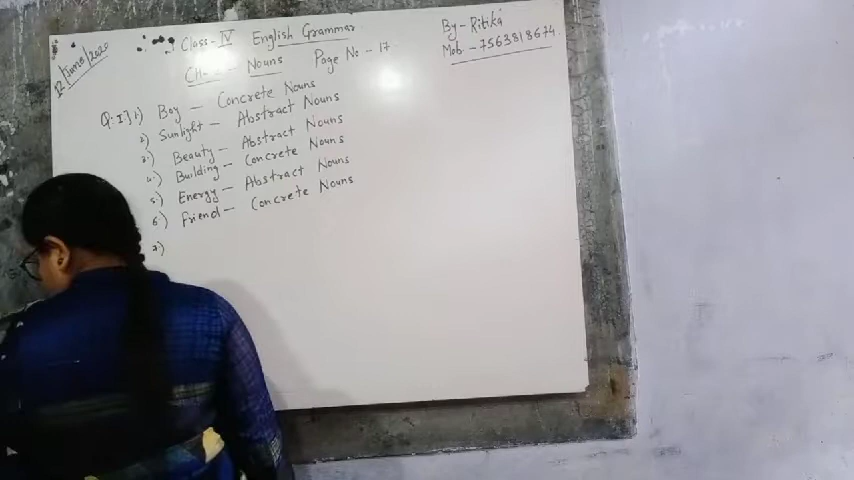 12/June/2020
Class-IV English Grammar
By - Ritika
Mob - 7563818674
CH- Nouns Page No - 17
Q.I.} 1) Boy - Concrete Nouns
2) Sunlight - Abstract Nouns
3) Beauty - Abstract Nouns
4) Building - Concrete Nouns
5) Energy - Abstract Nouns
6) Friend - Concrete Nouns
7)